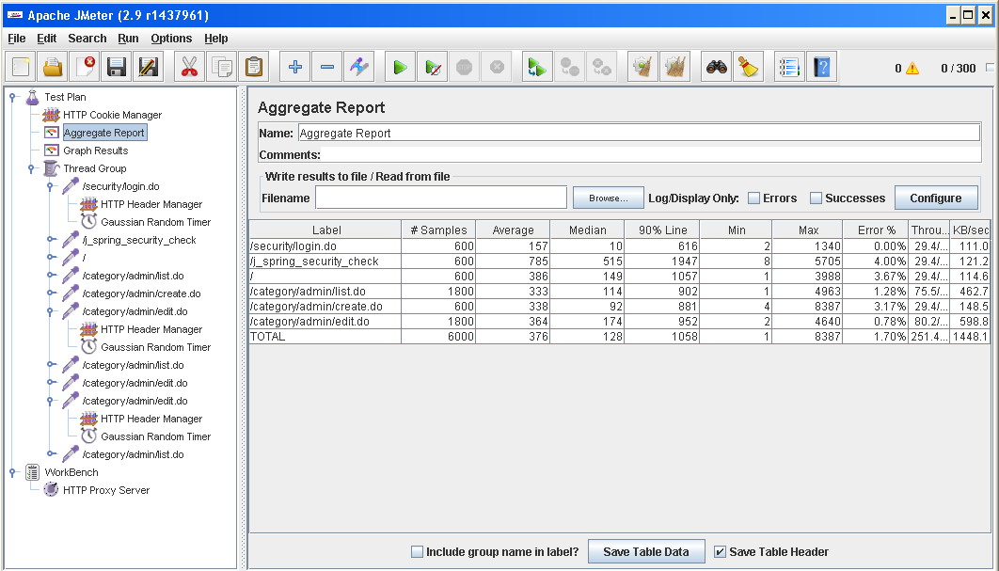 Apache JMeter (2.9 r1437961)
File Edit Search Run Options Help
0 0 / 300
Test Plan
HTTP Cookie Manager
Aggregate Report
Graph Results
Thread Group
/security/login.do
HTTP Header Manager
Gaussian Random Timer
/j_spring_security_check
/
/category/admin/list.do
/category/admin/create.do
/category/admin/edit.do
HTTP Header Manager
Gaussian Random Timer
/category/admin/list.do
/category/admin/edit.do
/category/admin/edit.do
HTTP Header Manager
Gaussian Random Timer
/category/admin/list.do
WorkBench
HTTP Proxy Server
Aggregate Report
Name: Aggregate Report
Comments:
Write results to file / Read from file
Filename Browse... Log/Display Only: Errors Successes Configure
Label # Samples Average Median 90% Line Min Max Error % Throu... KB/sec
/security/login.do 600 157 10 616 2 1340 0.00% 29.4/... 111.0
/j_spring_security_check 600 785 515 1947 8 5705 4.00% 29.4/... 121.2
/ 600 386 149 1057 1 3988 3.67% 29.4/... 114.6
/category/admin/list.do 1800 333 114 902 1 4963 1.28% 75.5/... 462.7
/category/admin/create.do 600 338 92 881 4 8387 3.17% 29.4/... 148.5
/category/admin/edit.do 1800 364 174 952 2 4640 0.78% 80.2/... 598.8
TOTAL 6000 376 128 1058 1 8387 1.70% 251.4... 1448.1
Include group name in label? Save Table Data Save Table Header